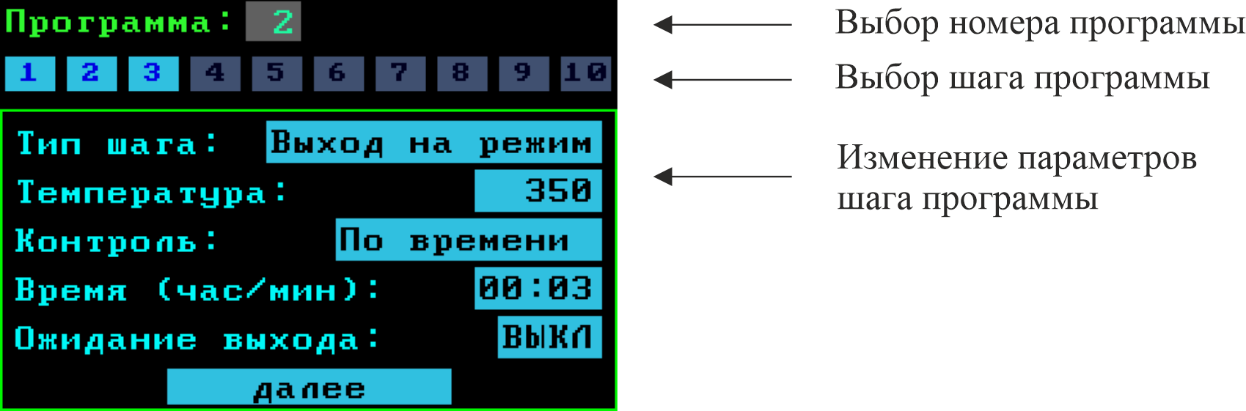 Программа: 2
Выбор номера программы
1 2 3 4 5 6 7 8 9 10
Выбор шага программы
Тип шага: Выход на режим
Температура: 350
Изменение параметров
шага программы
Контроль: По времени
Время (час/мин): 00:03
Ожидание выхода: ВЫКЛ
далее